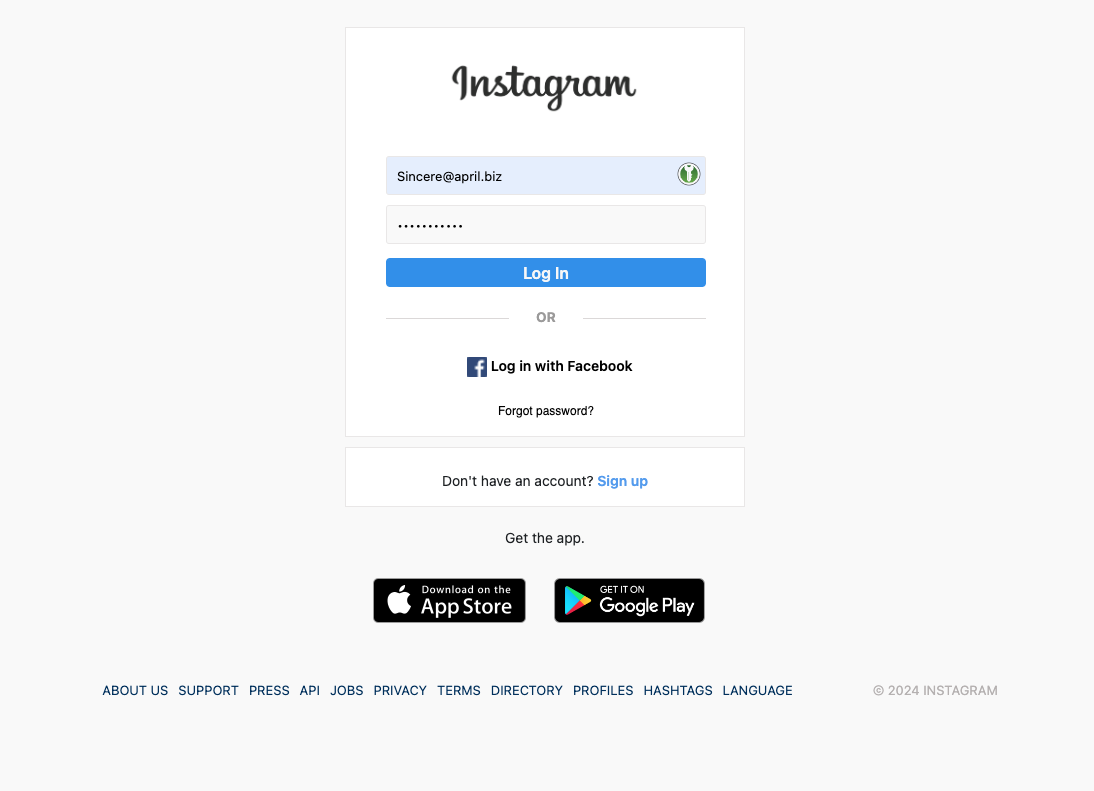 Instagram
Sincere@april.biz
•••••••••••
Log In
OR
Log in with Facebook
Forgot password?
Don't have an account? Sign up
Get the app.
Download on the
App Store
GET IT ON
Google Play
ABOUT US SUPPORT PRESS API JOBS PRIVACY TERMS DIRECTORY PROFILES HASHTAGS LANGUAGE © 2024 INSTAGRAM